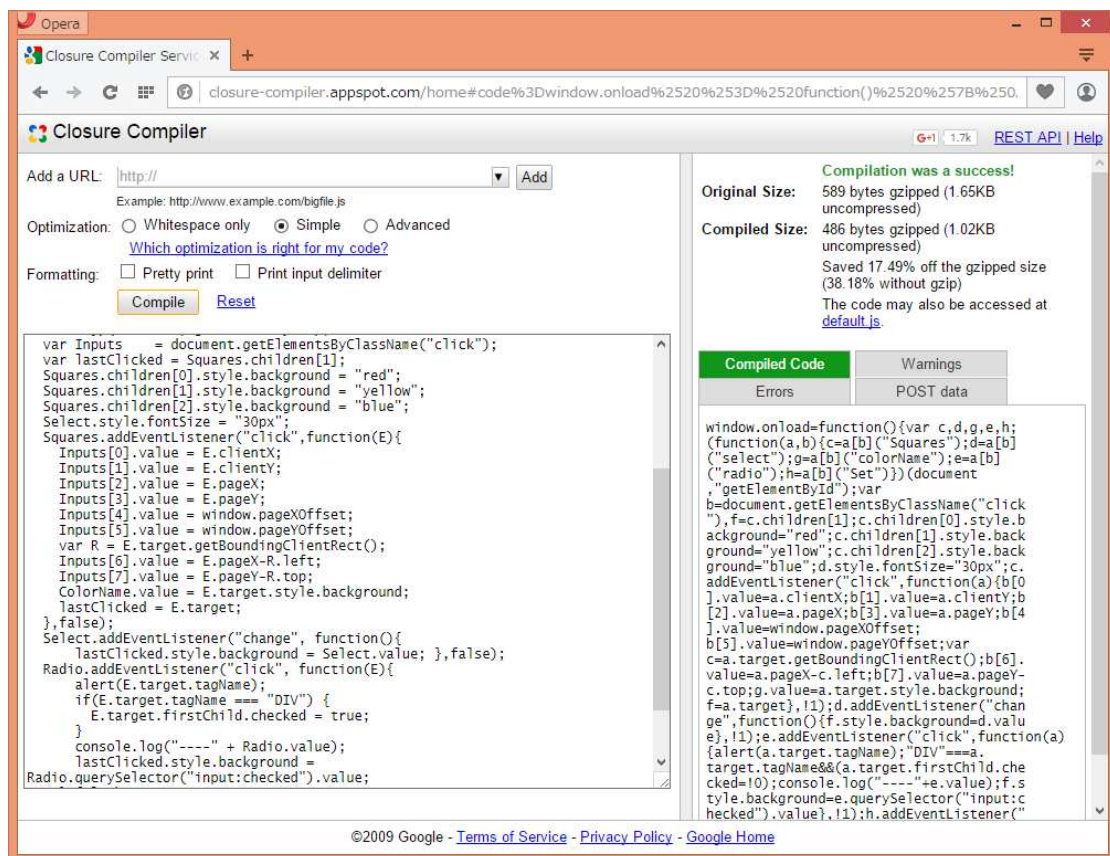 Opera
Closure Compiler Servic
closure-compiler.appspot.com/home#code%3Dwindow.onload%2520%253D%2520function()%2520%257B%250.
Closure Compiler
G+1 1.7k REST API | Help
Add a URL: http:// Add
Example: http://www.example.com/bigfile.js
Optimization: Whitespace only Simple Advanced
Which optimization is right for my code?
Formatting: Pretty print Print input delimiter
Compile Reset
var Inputs    = document.getElementsByClassName("click");
var lastClicked = Squares.children[1];
Squares.children[0].style.background = "red";
Squares.children[1].style.background = "yellow";
Squares.children[2].style.background = "blue";
Select.style.fontSize = "30px";
Squares.addEventListener("click",function(E){
Inputs[0].value = E.clientX;
Inputs[1].value = E.clientY;
Inputs[2].value = E.pageX;
Inputs[3].value = E.pageY;
Inputs[4].value = window.pageXOffset;
Inputs[5].value = window.pageYOffset;
var R = E.target.getBoundingClientRect();
Inputs[6].value = E.pageX-R.left;
Inputs[7].value = E.pageY-R.top;
ColorName.value = E.target.style.background;
lastClicked = E.target;
},false);
Select.addEventListener("change", function(){
lastClicked.style.background = Select.value; },false);
Radio.addEventListener("click", function(E){
alert(E.target.tagName);
if(E.target.tagName === "DIV") {
E.target.firstChild.checked = true;
}
console.log("----" + Radio.value);
lastClicked.style.background =
Radio.querySelector("input:checked").value;
Compilation was a success!
Original Size: 589 bytes gzipped (1.65KB
uncompressed)
Compiled Size: 486 bytes gzipped (1.02KB
uncompressed)
Saved 17.49% off the gzipped size
(38.18% without gzip)
The code may also be accessed at
default.js.
Compiled Code Warnings
Errors POST data
window.onload=function(){var c,d,g,e,h;
(function(a,b){c=a[b]("Squares");d=a[b]
("select");g=a[b]("colorName");e=a[b]
("radio");h=a[b]("Set")})(document
,"getElementById");var
b=document.getElementsByClassName("click
"),f=c.children[1];c.children[0].style.b
ackground="red";c.children[1].style.back
ground="yellow";c.children[2].style.back
ground="blue";d.style.fontSize="30px";c.
addEventListener("click",function(a){b[0
].value=a.clientX;b[1].value=a.clientY;b
[2].value=a.pageX;b[3].value=a.pageY;b[4
].value=window.pageXOffset;
b[5].value=window.pageYOffset;var
c=a.target.getBoundingClientRect();b[6].
value=a.pageX-c.left;b[7].value=a.pageY-
c.top;g.value=a.target.style.background;
f=a.target},!1);d.addEventListener("chan
ge",function(){f.style.background=d.valu
e},!1);e.addEventListener("click",function(a)
{alert(a.target.tagName);"DIV"===a.
target.tagName&&(a.target.firstChild.che
cked=!0);console.log("----"+e.value);f.s
tyle.background=e.querySelector("input:c
hecked").value},!1);h.addEventListener("
©2009 Google - Terms of Service - Privacy Policy - Google Home